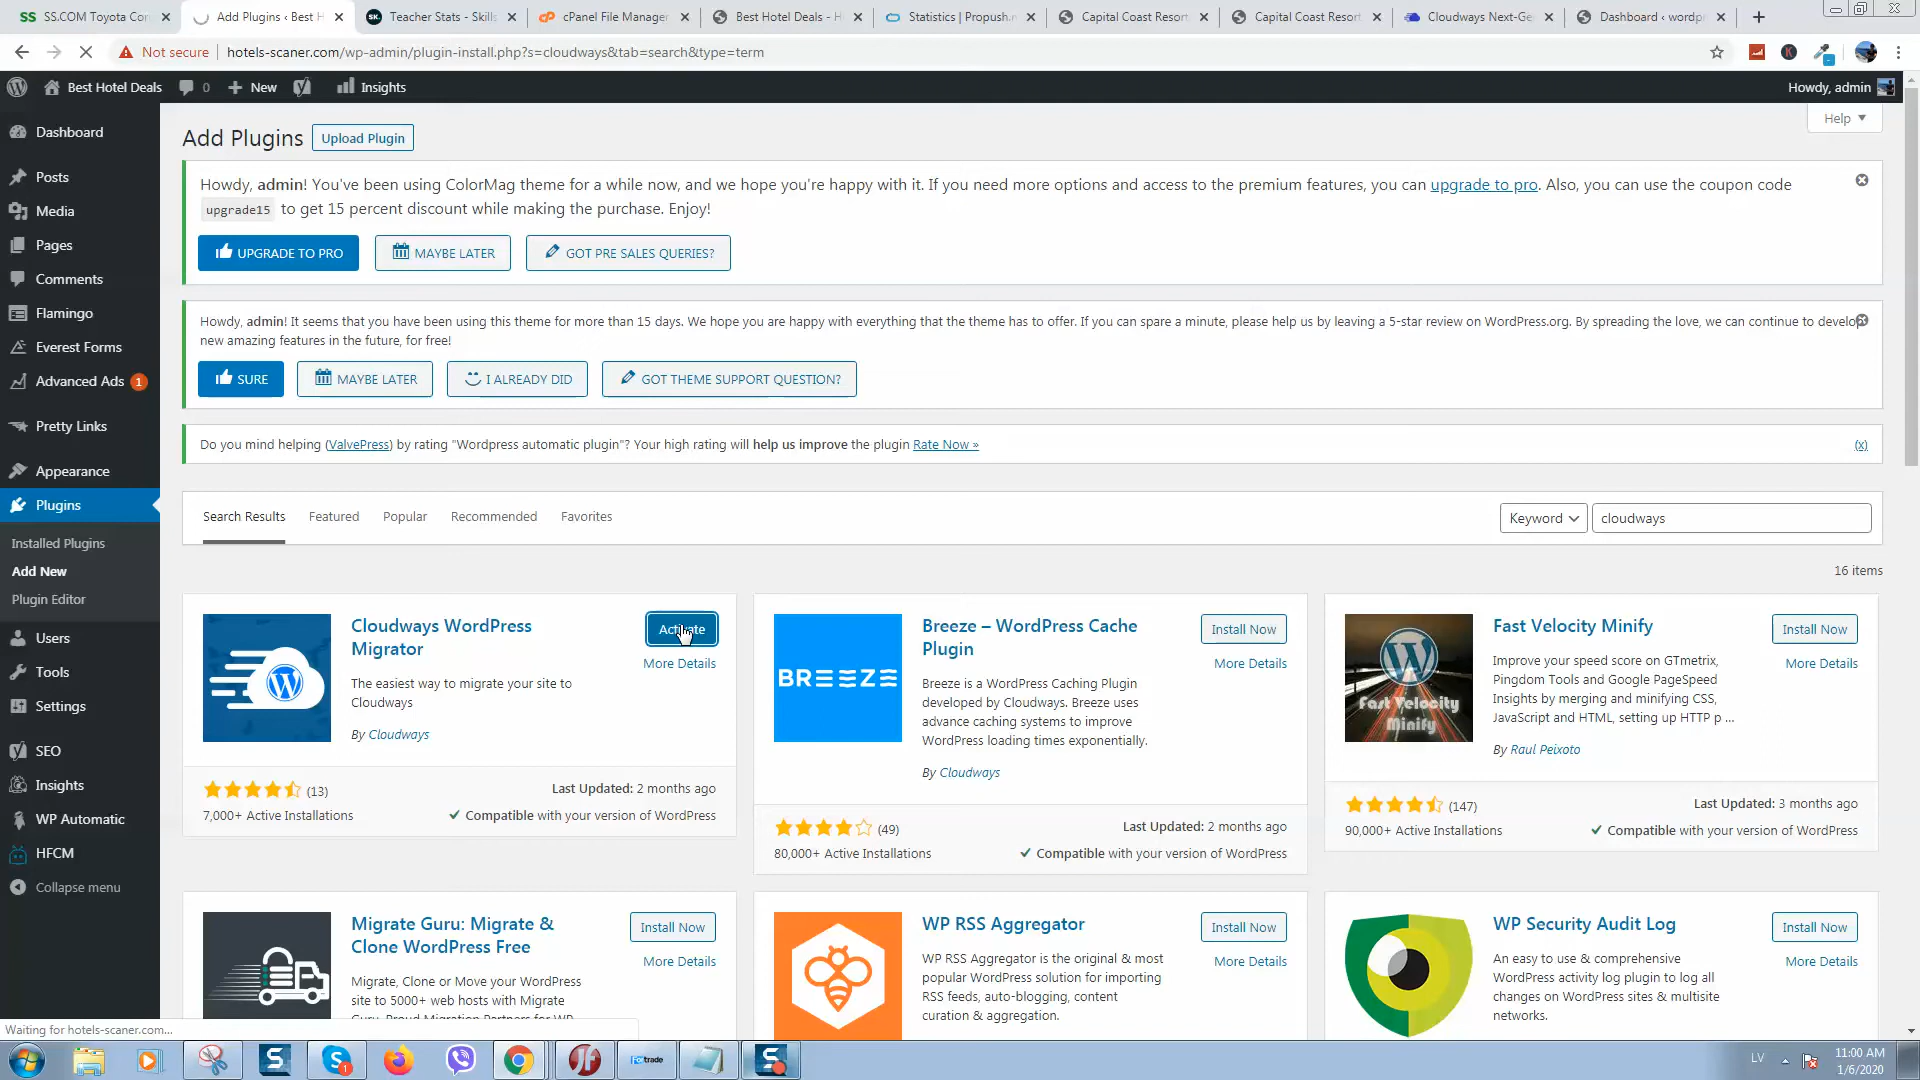 SS.COM Toyota Cor
Add Plugins ‹ Best H
Teacher Stats - Skills
cPanel File Manager
Best Hotel Deals - H
Statistics | Propush.
Capital Coast Resort
Capital Coast Resort
Cloudways Next-Ge
Dashboard ‹ wordp
Not secure
hotels-scaner.com/wp-admin/plugin-install.php?s=cloudways&tab=search&type=term
Best Hotel Deals
0
New
Insights
Howdy, admin
Dashboard
Posts
Media
Pages
Comments
Flamingo
Everest Forms
Advanced Ads 1
Pretty Links
Appearance
Plugins
Installed Plugins
Add New
Plugin Editor
Users
Tools
Settings
SEO
Insights
WP Automatic
HFCM
Collapse menu
Add Plugins
Upload Plugin
Help
Howdy, admin! You've been using ColorMag theme for a while now, and we hope you're happy with it. If you need more options and access to the premium features, you can upgrade to pro. Also, you can use the coupon code
upgrade15 to get 15 percent discount while making the purchase. Enjoy!
UPGRADE TO PRO
MAYBE LATER
GOT PRE SALES QUERIES?
Howdy, admin! It seems that you have been using this theme for more than 15 days. We hope you are happy with everything that the theme has to offer. If you can spare a minute, please help us by leaving a 5-star review on WordPress.org. By spreading the love, we can continue to develop
new amazing features in the future, for free!
SURE
MAYBE LATER
I ALREADY DID
GOT THEME SUPPORT QUESTION?
Do you mind helping (ValvePress) by rating "Wordpress automatic plugin"? Your high rating will help us improve the plugin Rate Now »
(x)
Search Results
Featured
Popular
Recommended
Favorites
Keyword
cloudways
16 items
Cloudways WordPress
Migrator
Activate
More Details
The easiest way to migrate your site to
Cloudways
By Cloudways
(13)
Last Updated: 2 months ago
7,000+ Active Installations
Compatible with your version of WordPress
BREEZE
Breeze – WordPress Cache
Plugin
Install Now
More Details
Breeze is a WordPress Caching Plugin
developed by Cloudways. Breeze uses
advance caching systems to improve
WordPress loading times exponentially.
By Cloudways
(49)
Last Updated: 2 months ago
80,000+ Active Installations
Compatible with your version of WordPress
Fast Velocity
Minify
Fast Velocity Minify
Install Now
More Details
Improve your speed score on GTmetrix,
Pingdom Tools and Google PageSpeed
Insights by merging and minifying CSS,
JavaScript and HTML, setting up HTTP p ...
By Raul Peixoto
(147)
Last Updated: 3 months ago
90,000+ Active Installations
Compatible with your version of WordPress
Migrate Guru: Migrate &
Clone WordPress Free
Install Now
More Details
Migrate, Clone or Move your WordPress
site to 5000+ web hosts with Migrate
Guru. Proud Migration Partners for WP
WP RSS Aggregator
Install Now
More Details
WP RSS Aggregator is the original & most
popular WordPress solution for importing
RSS feeds, auto-blogging, content
curation & aggregation.
WP Security Audit Log
Install Now
More Details
An easy to use & comprehensive
WordPress activity log plugin to log all
changes on WordPress sites & multisite
networks.
Waiting for hotels-scaner.com...
Fortrade
LV
11:00 AM
1/6/2020